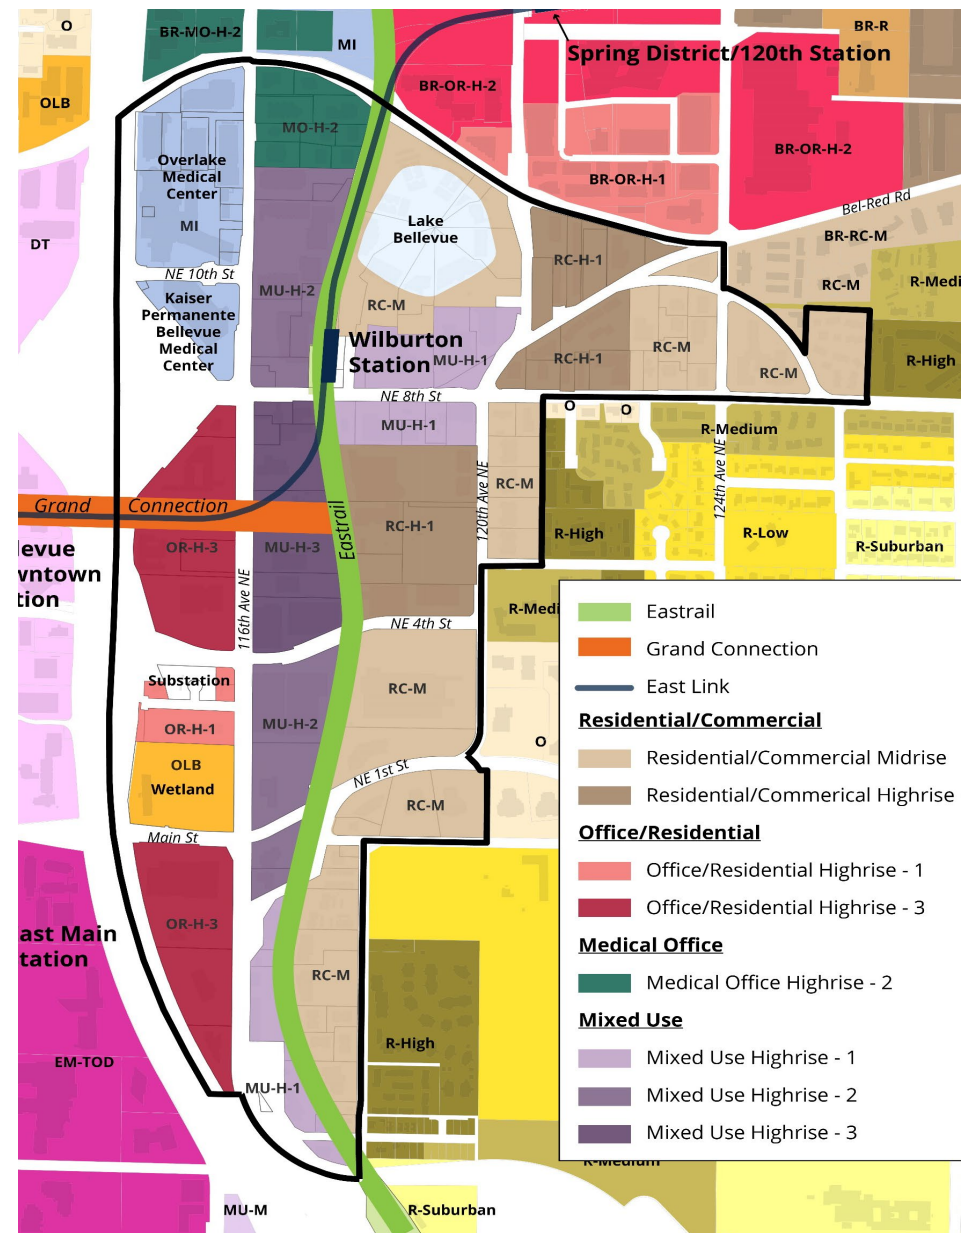 O
BR-MO-H-2
MI
BR-R
Spring District/120th Station
OLB
BR-OR-H-2
MO-H-2
BR-OR-H-2
Overlake
Medical
Center
MI
BR-OR-H-1
Bel-Red Rd
Lake
Bellevue
DT
BR-RC-M
NE 10th St
RC-H-1
RC-M
R-Medi
Kaiser
Permanente
Bellevue
Medical
Center
MU-H-2
RC-M
Wilburton
Station
MU-H-1
RC-H-1
RC-M
RC-M
R-High
NE 8th St
O
O
MU-H-1
R-Medium
120th Ave NE
RC-M
124th Ave NE
Grand Connection
Eastrail
RC-H-1
R-High
R-Low
R-Suburban
levue
wntown
tion
OR-H-3
MU-H-3
116th Ave NE
NE 4th St
R-Medi
Substation
RC-M
OR-H-1
MU-H-2
O
OLB
Wetland
NE 1st St
RC-M
Main St
OR-H-3
ast Main
tation
RC-M
R-High
EM-TOD
MU-H-1
R-Medium
MU-M
R-Suburban
Eastrail
Grand Connection
East Link
Residential/Commercial
Residential/Commercial Midrise
Residential/Commerical Highrise
Office/Residential
Office/Residential Highrise - 1
Office/Residential Highrise - 3
Medical Office
Medical Office Highrise - 2
Mixed Use
Mixed Use Highrise - 1
Mixed Use Highrise - 2
Mixed Use Highrise - 3